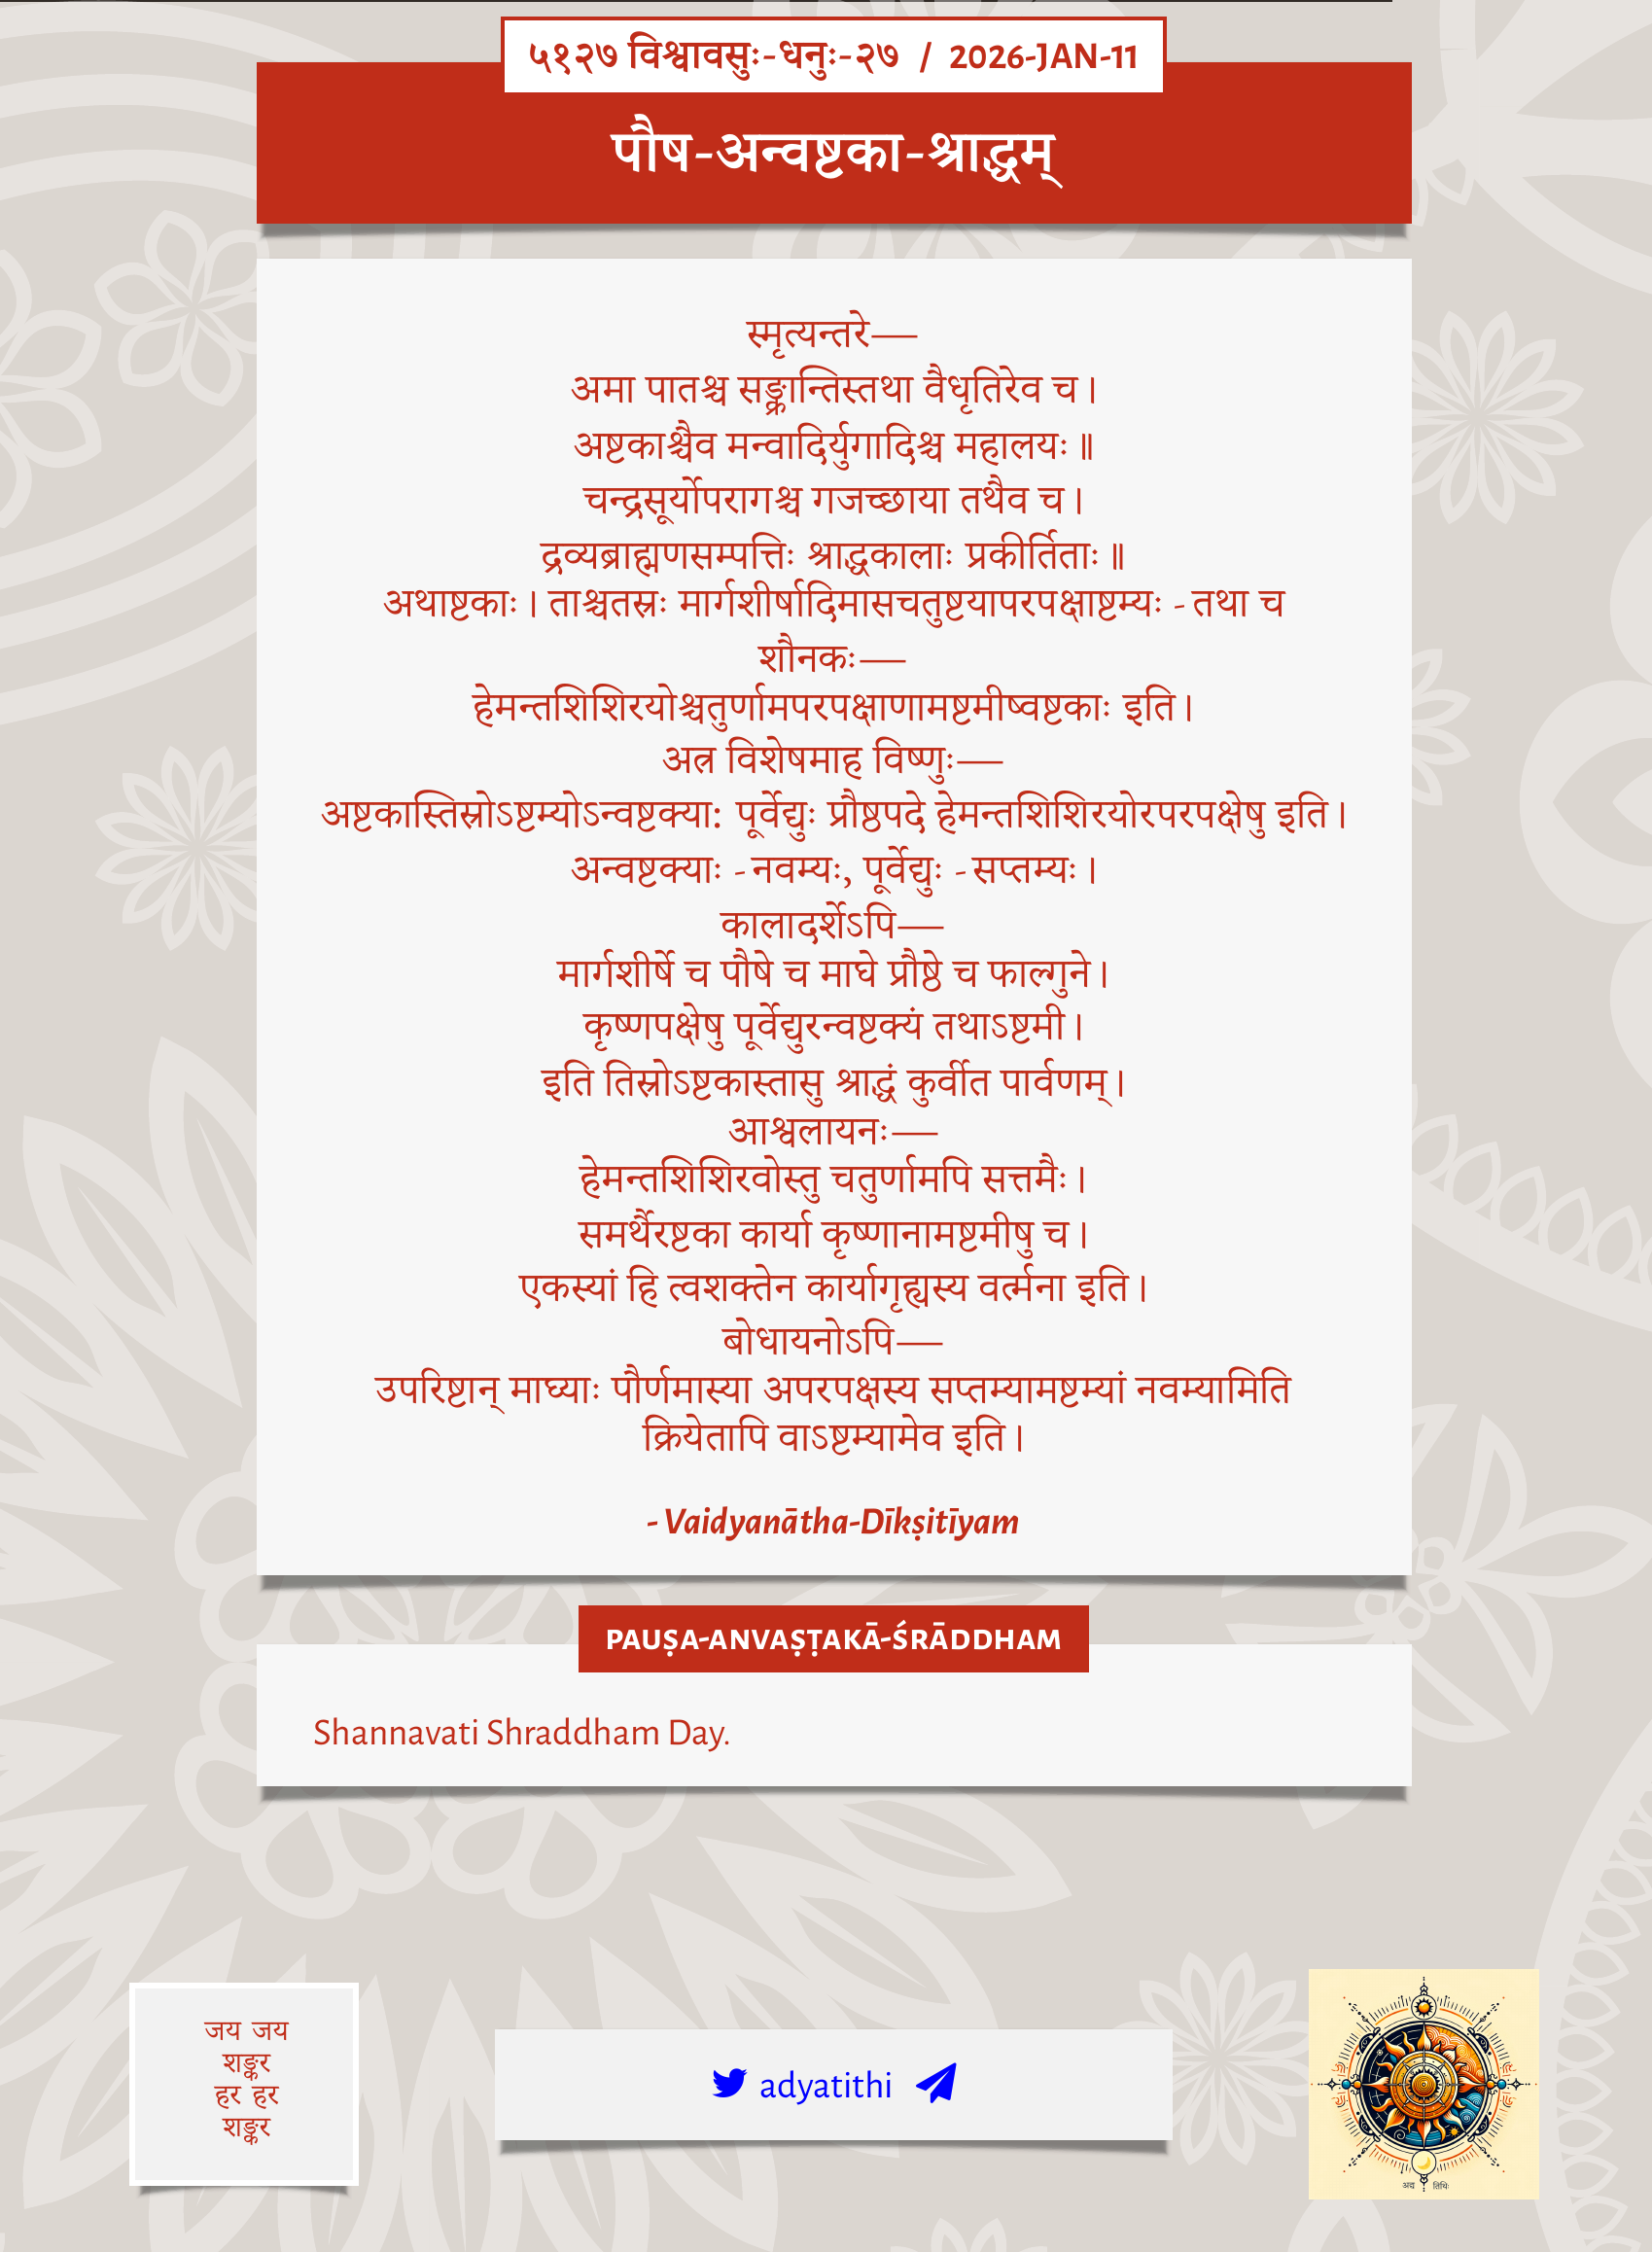 ५१२७ विश्वावसुः-धनुः-२७ / 2026-JAN-11
पौष-अन्वष्टका-श्राद्धम्
स्मृत्यन्तरे—
अमा पातश्च सङ्क्रान्तिस्तथा वैधृतिरेव च।
अष्टकाश्चैव मन्वादिर्युगादिश्च महालयः॥
चन्द्रसूर्योपरागश्च गजच्छाया तथैव च।
द्रव्यब्राह्मणसम्पत्तिः श्राद्धकालाः प्रकीर्तिताः॥
अथाष्टकाः। ताश्चतस्रः मार्गशीर्षादिमासचतुष्टयापरपक्षाष्टम्यः - तथा च
शौनकः—
हेमन्तशिशिरयोश्चतुर्णामपरपक्षाणामष्टमीष्वष्टकाः इति।
अत्र विशेषमाह विष्णुः—
अष्टकास्तिस्रोऽष्टम्योऽन्वष्टक्या: पूर्वेद्युः प्रौष्ठपदे हेमन्तशिशिरयोरपरपक्षेषु इति।
अन्वष्टक्याः - नवम्यः, पूर्वेद्युः - सप्तम्यः।
कालादर्शेऽपि—
मार्गशीर्षे च पौषे च माघे प्रौष्ठे च फाल्गुने।
कृष्णपक्षेषु पूर्वेद्युरन्वष्टक्यं तथाऽष्टमी।
इति तिस्रोऽष्टकास्तासु श्राद्धं कुर्वीत पार्वणम्।
आश्वलायनः—
हेमन्तशिशिरवोस्तु चतुर्णामपि सत्तमैः।
समर्थैरष्टका कार्या कृष्णानामष्टमीषु च।
एकस्यां हि त्वशक्तेन कार्यागृह्यस्य वर्त्मना इति।
बोधायनोऽपि—
उपरिष्टान् माघ्याः पौर्णमास्या अपरपक्षस्य सप्तम्यामष्टम्यां नवम्यामिति
क्रियेतापि वाऽष्टम्यामेव इति।
- Vaidyanātha-Dīkṣitīyam
PAUṢA-ANVAṢṬAKĀ-ŚRĀDDHAM
Shannavati Shraddham Day.
जय जय
शङ्कर
हर हर
शङ्कर
adyatithi
अद्य तिथिः